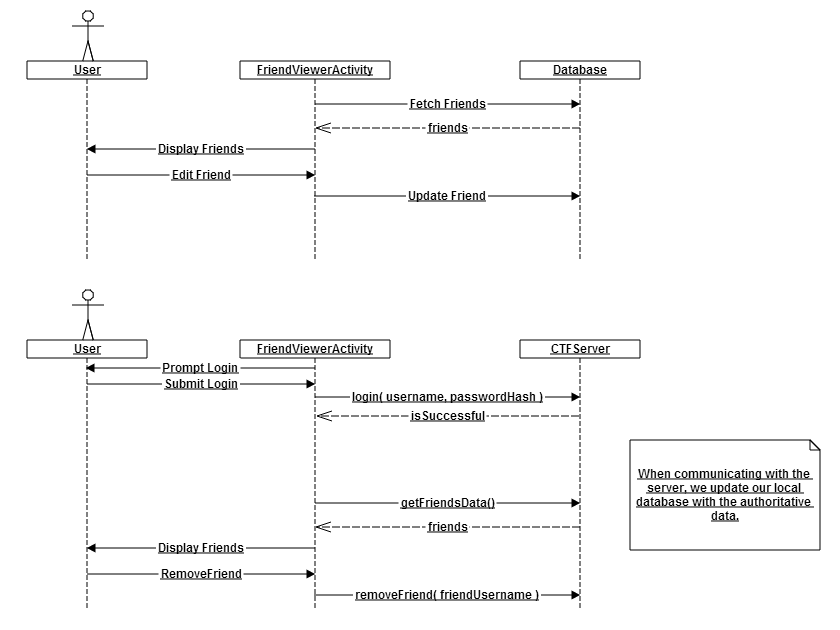 User
FriendViewerActivity
Database
Fetch Friends
friends
Display Friends
Edit Friend
Update Friend
User
FriendViewerActivity
CTFServer
Prompt Login
Submit Login
login( username, passwordHash )
isSuccessful
When communicating with the
server, we update our local
database with the authoritative
data.
getFriendsData()
friends
Display Friends
RemoveFriend
removeFriend( friendUsername )